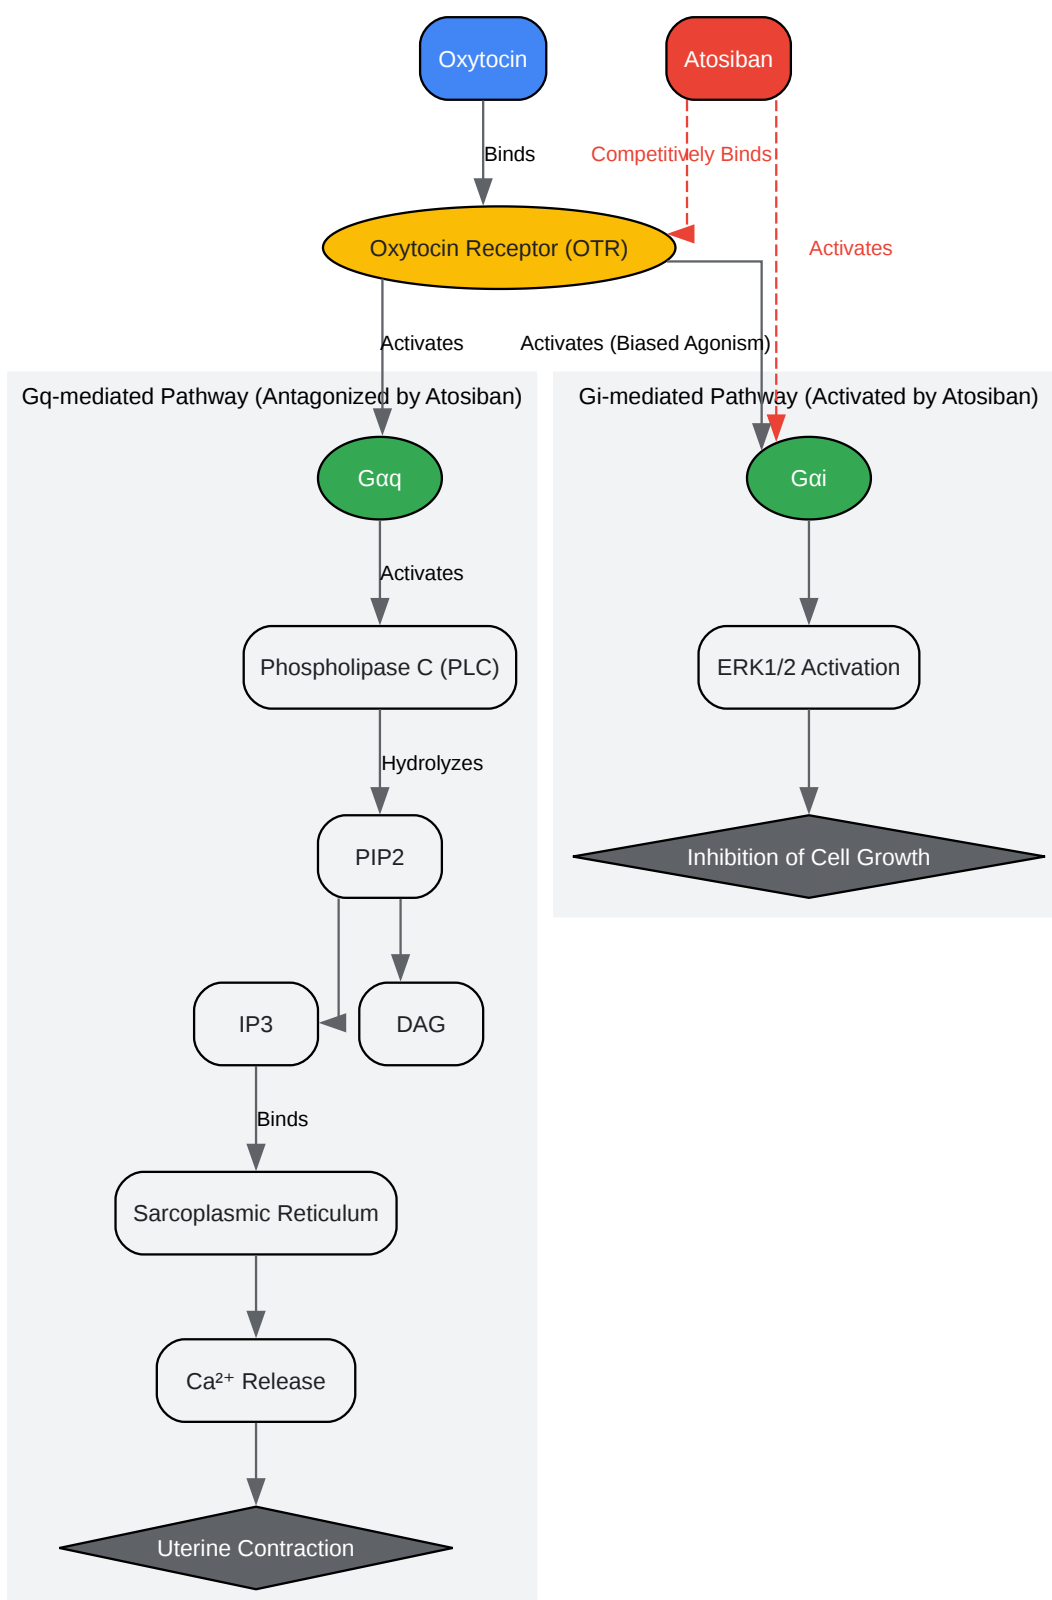 Oxytocin
Atosiban
Binds
Competitively Binds
Oxytocin Receptor (OTR)
Activates
Activates
Activates (Biased Agonism)
Gq-mediated Pathway (Antagonized by Atosiban)
Gi-mediated Pathway (Activated by Atosiban)
Gαq
Gαi
Activates
Phospholipase C (PLC)
ERK1/2 Activation
Hydrolyzes
PIP2
Inhibition of Cell Growth
IP3
DAG
Binds
Sarcoplasmic Reticulum
Ca²⁺ Release
Uterine Contraction